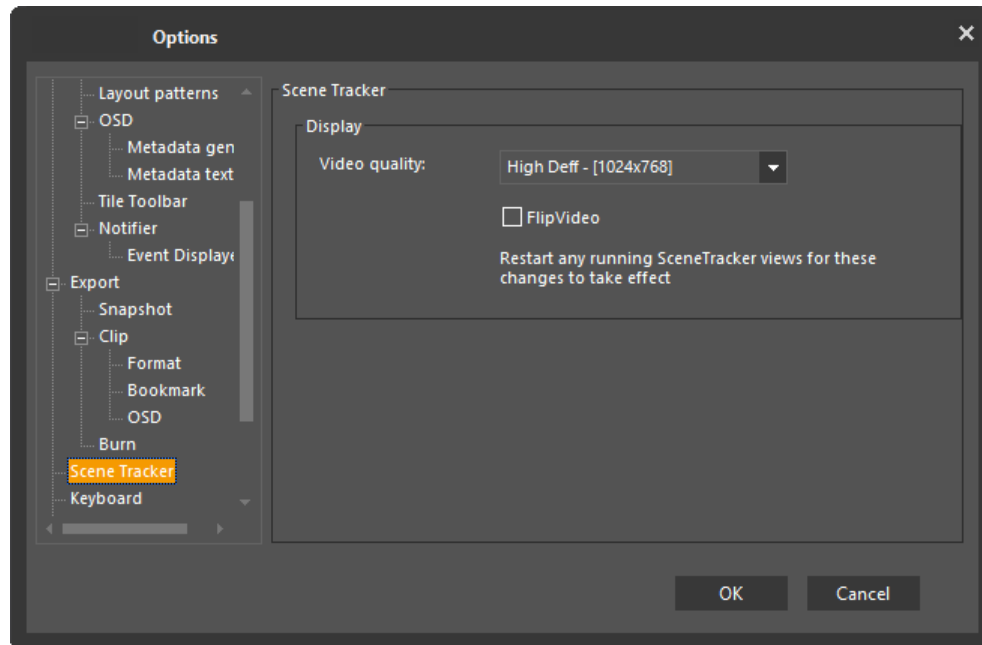 Options
Layout patterns
OSD
Metadata gen
Metadata text
Tile Toolbar
Notifier
Event Displaye
Export
Snapshot
Clip
Format
Bookmark
OSD
Burn
Scene Tracker
Keyboard
Scene Tracker
Display
Video quality:
High Deff - [1024x768]
FlipVideo
Restart any running SceneTracker views for these
changes to take effect
OK
Cancel